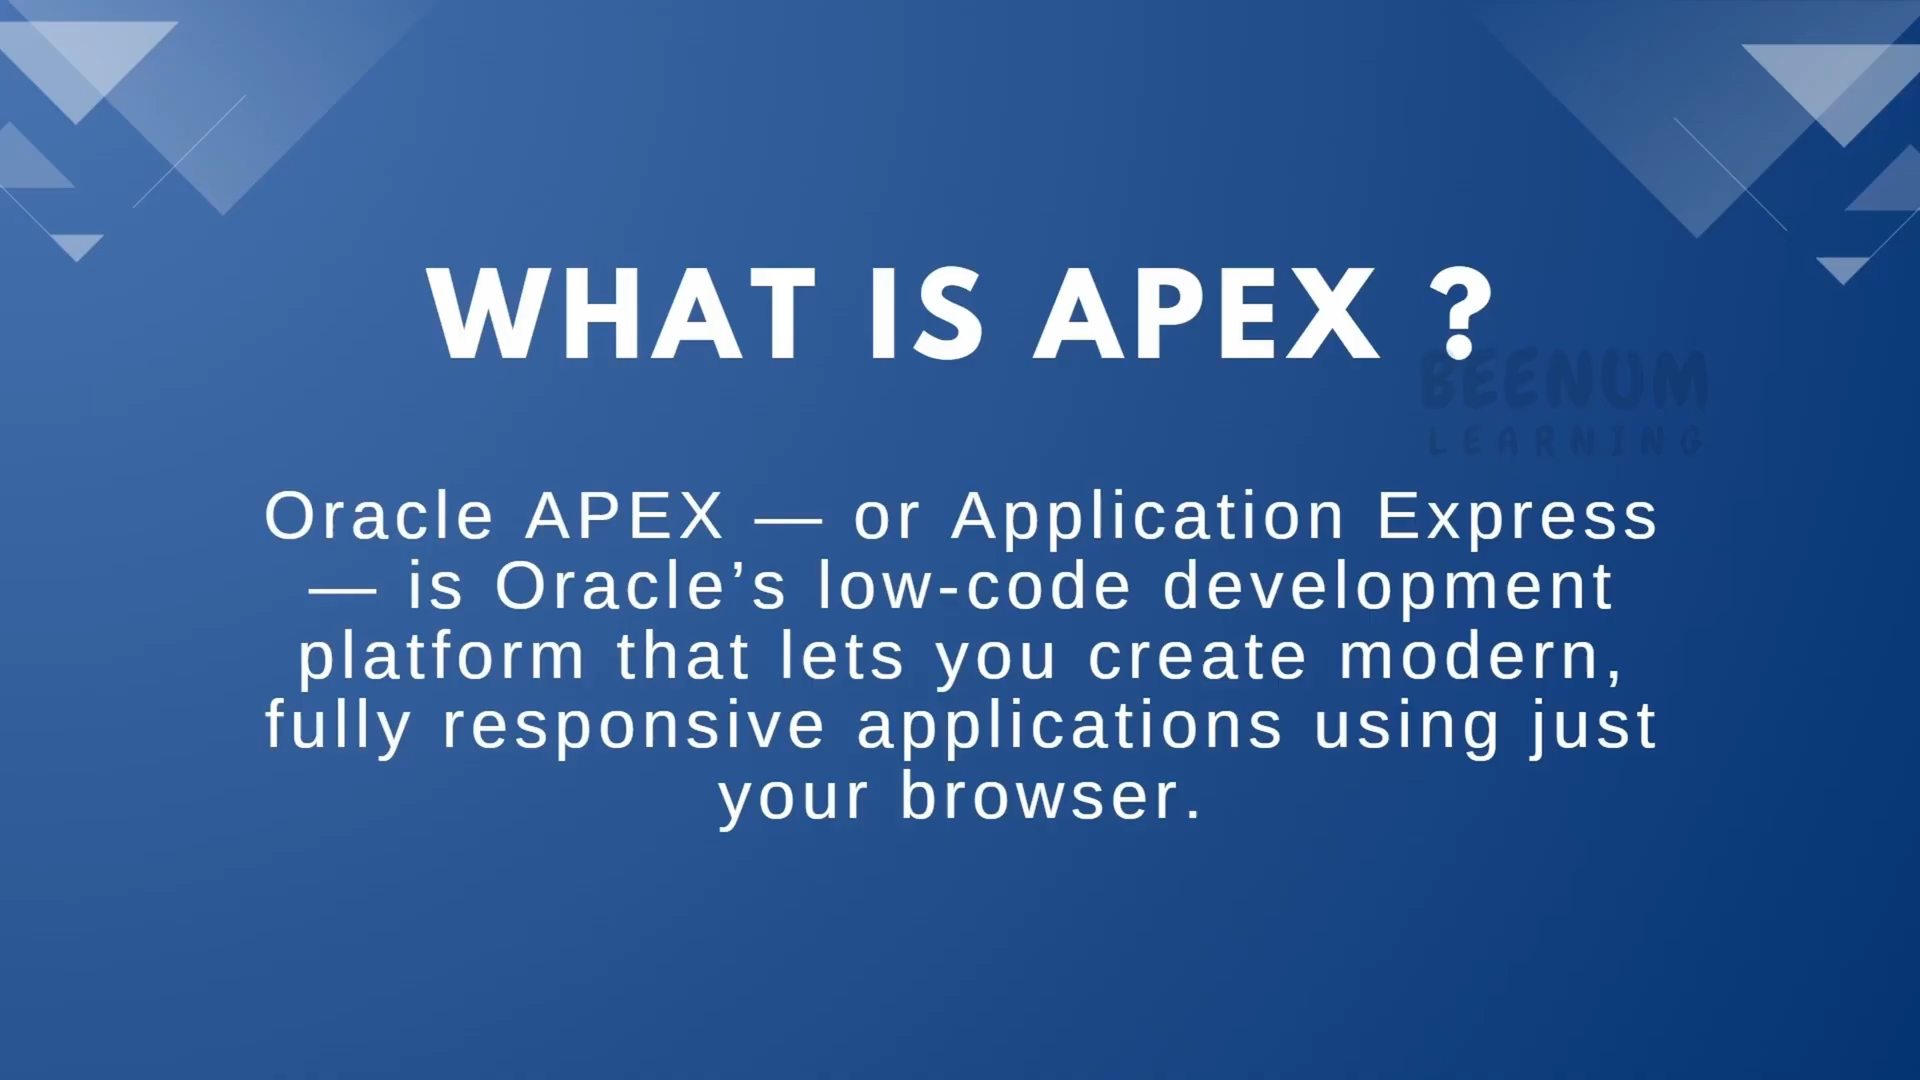 WHAT IS APEX ?
BEENUM
LEARNING
Oracle APEX — or Application Express
— is Oracle’s low-code development
platform that lets you create modern,
fully responsive applications using just
your browser.